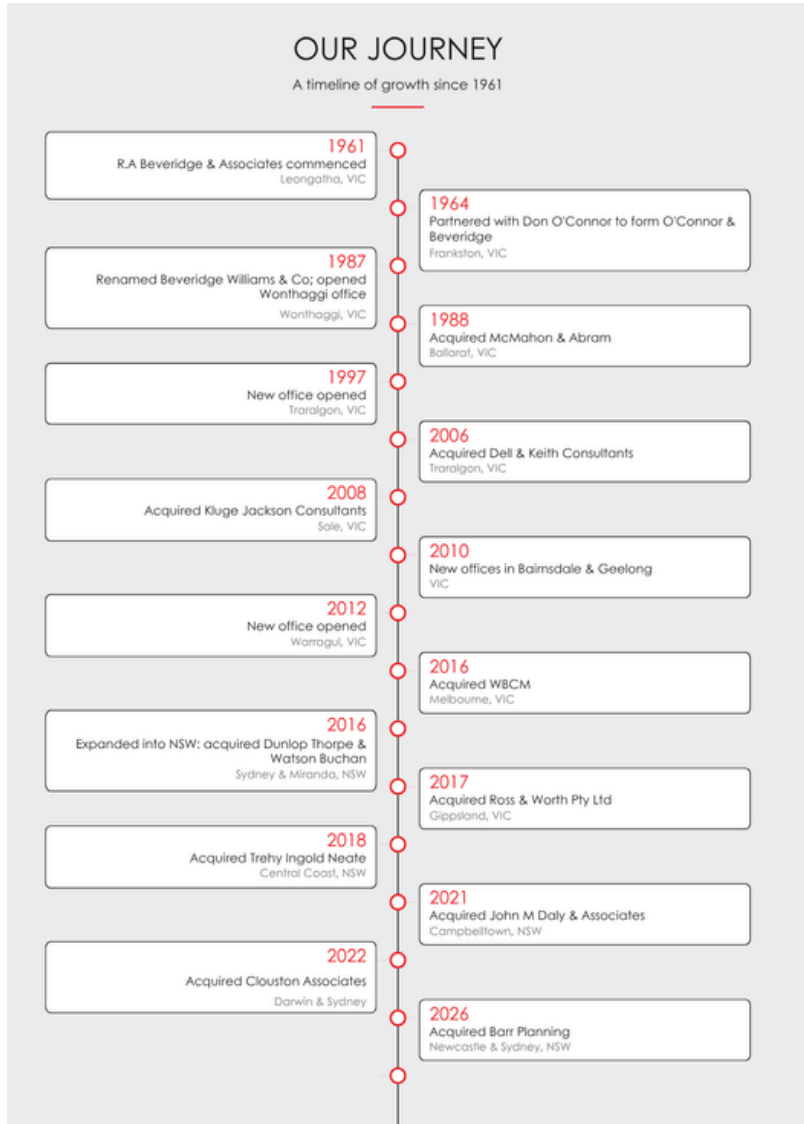 OUR JOURNEY
A timeline of growth since 1961
1961
R.A Beveridge & Associates commenced
Leongatha, VIC
1964
Partnered with Don O'Connor to form O'Connor &
Beveridge
Frankston, VIC
1987
Renamed Beveridge Williams & Co; opened
Wonthaggi office
Wonthaggi, VIC
1988
Acquired McMahon & Abram
Ballarat, VIC
1997
New office opened
Traralgon, VIC
2006
Acquired Dell & Keith Consultants
Traralgon, VIC
2008
Acquired Kluge Jackson Consultants
Sale, VIC
2010
New offices in Bairnsdale & Geelong
VIC
2012
New office opened
Warragul, VIC
2016
Acquired WBCM
Melbourne, VIC
2016
Expanded into NSW: acquired Dunlop Thorpe &
Watson Buchan
Sydney & Miranda, NSW
2017
Acquired Ross & Worth Pty Ltd
Gippsland, VIC
2018
Acquired Trehy Ingold Neate
Central Coast, NSW
2021
Acquired John M Daly & Associates
Campbelltown, NSW
2022
Acquired Clouston Associates
Darwin & Sydney
2026
Acquired Barr Planning
Newcastle & Sydney, NSW